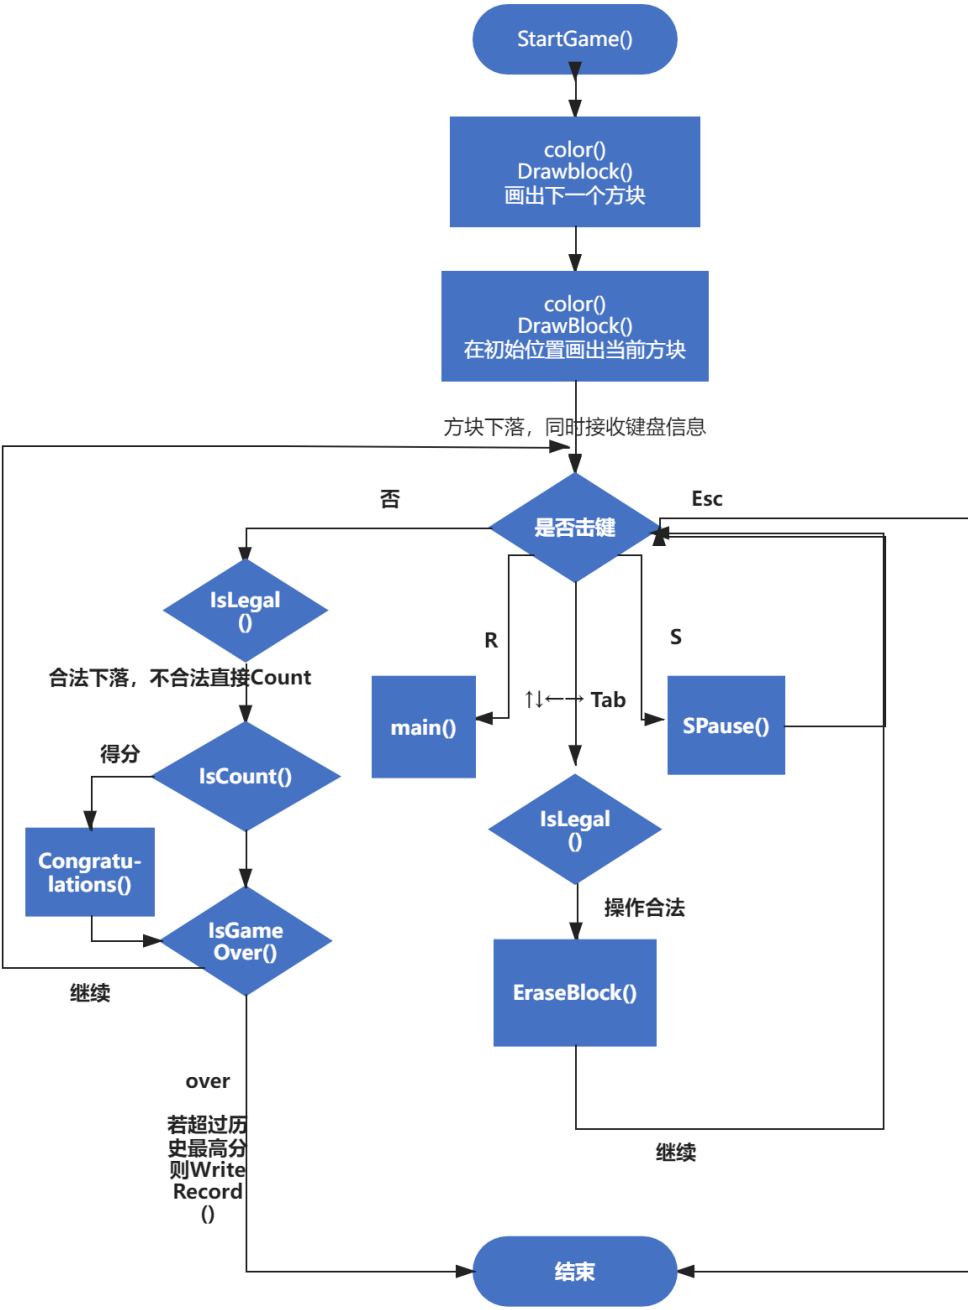 StartGame()
color()
Drawblock()
画出下一个方块
color()
DrawBlock()
在初始位置画出当前方块
方块下落，同时接收键盘信息
否
Esc
是否击键
IsLegal
()
R
S
合法下落，不合法直接Count
↑↓←→ Tab
main()
SPause()
得分
IsCount()
IsLegal
()
Congratu-
lations()
操作合法
IsGame
Over()
继续
EraseBlock()
over
若超过历
史最高分
则Write
Record
()
继续
结束